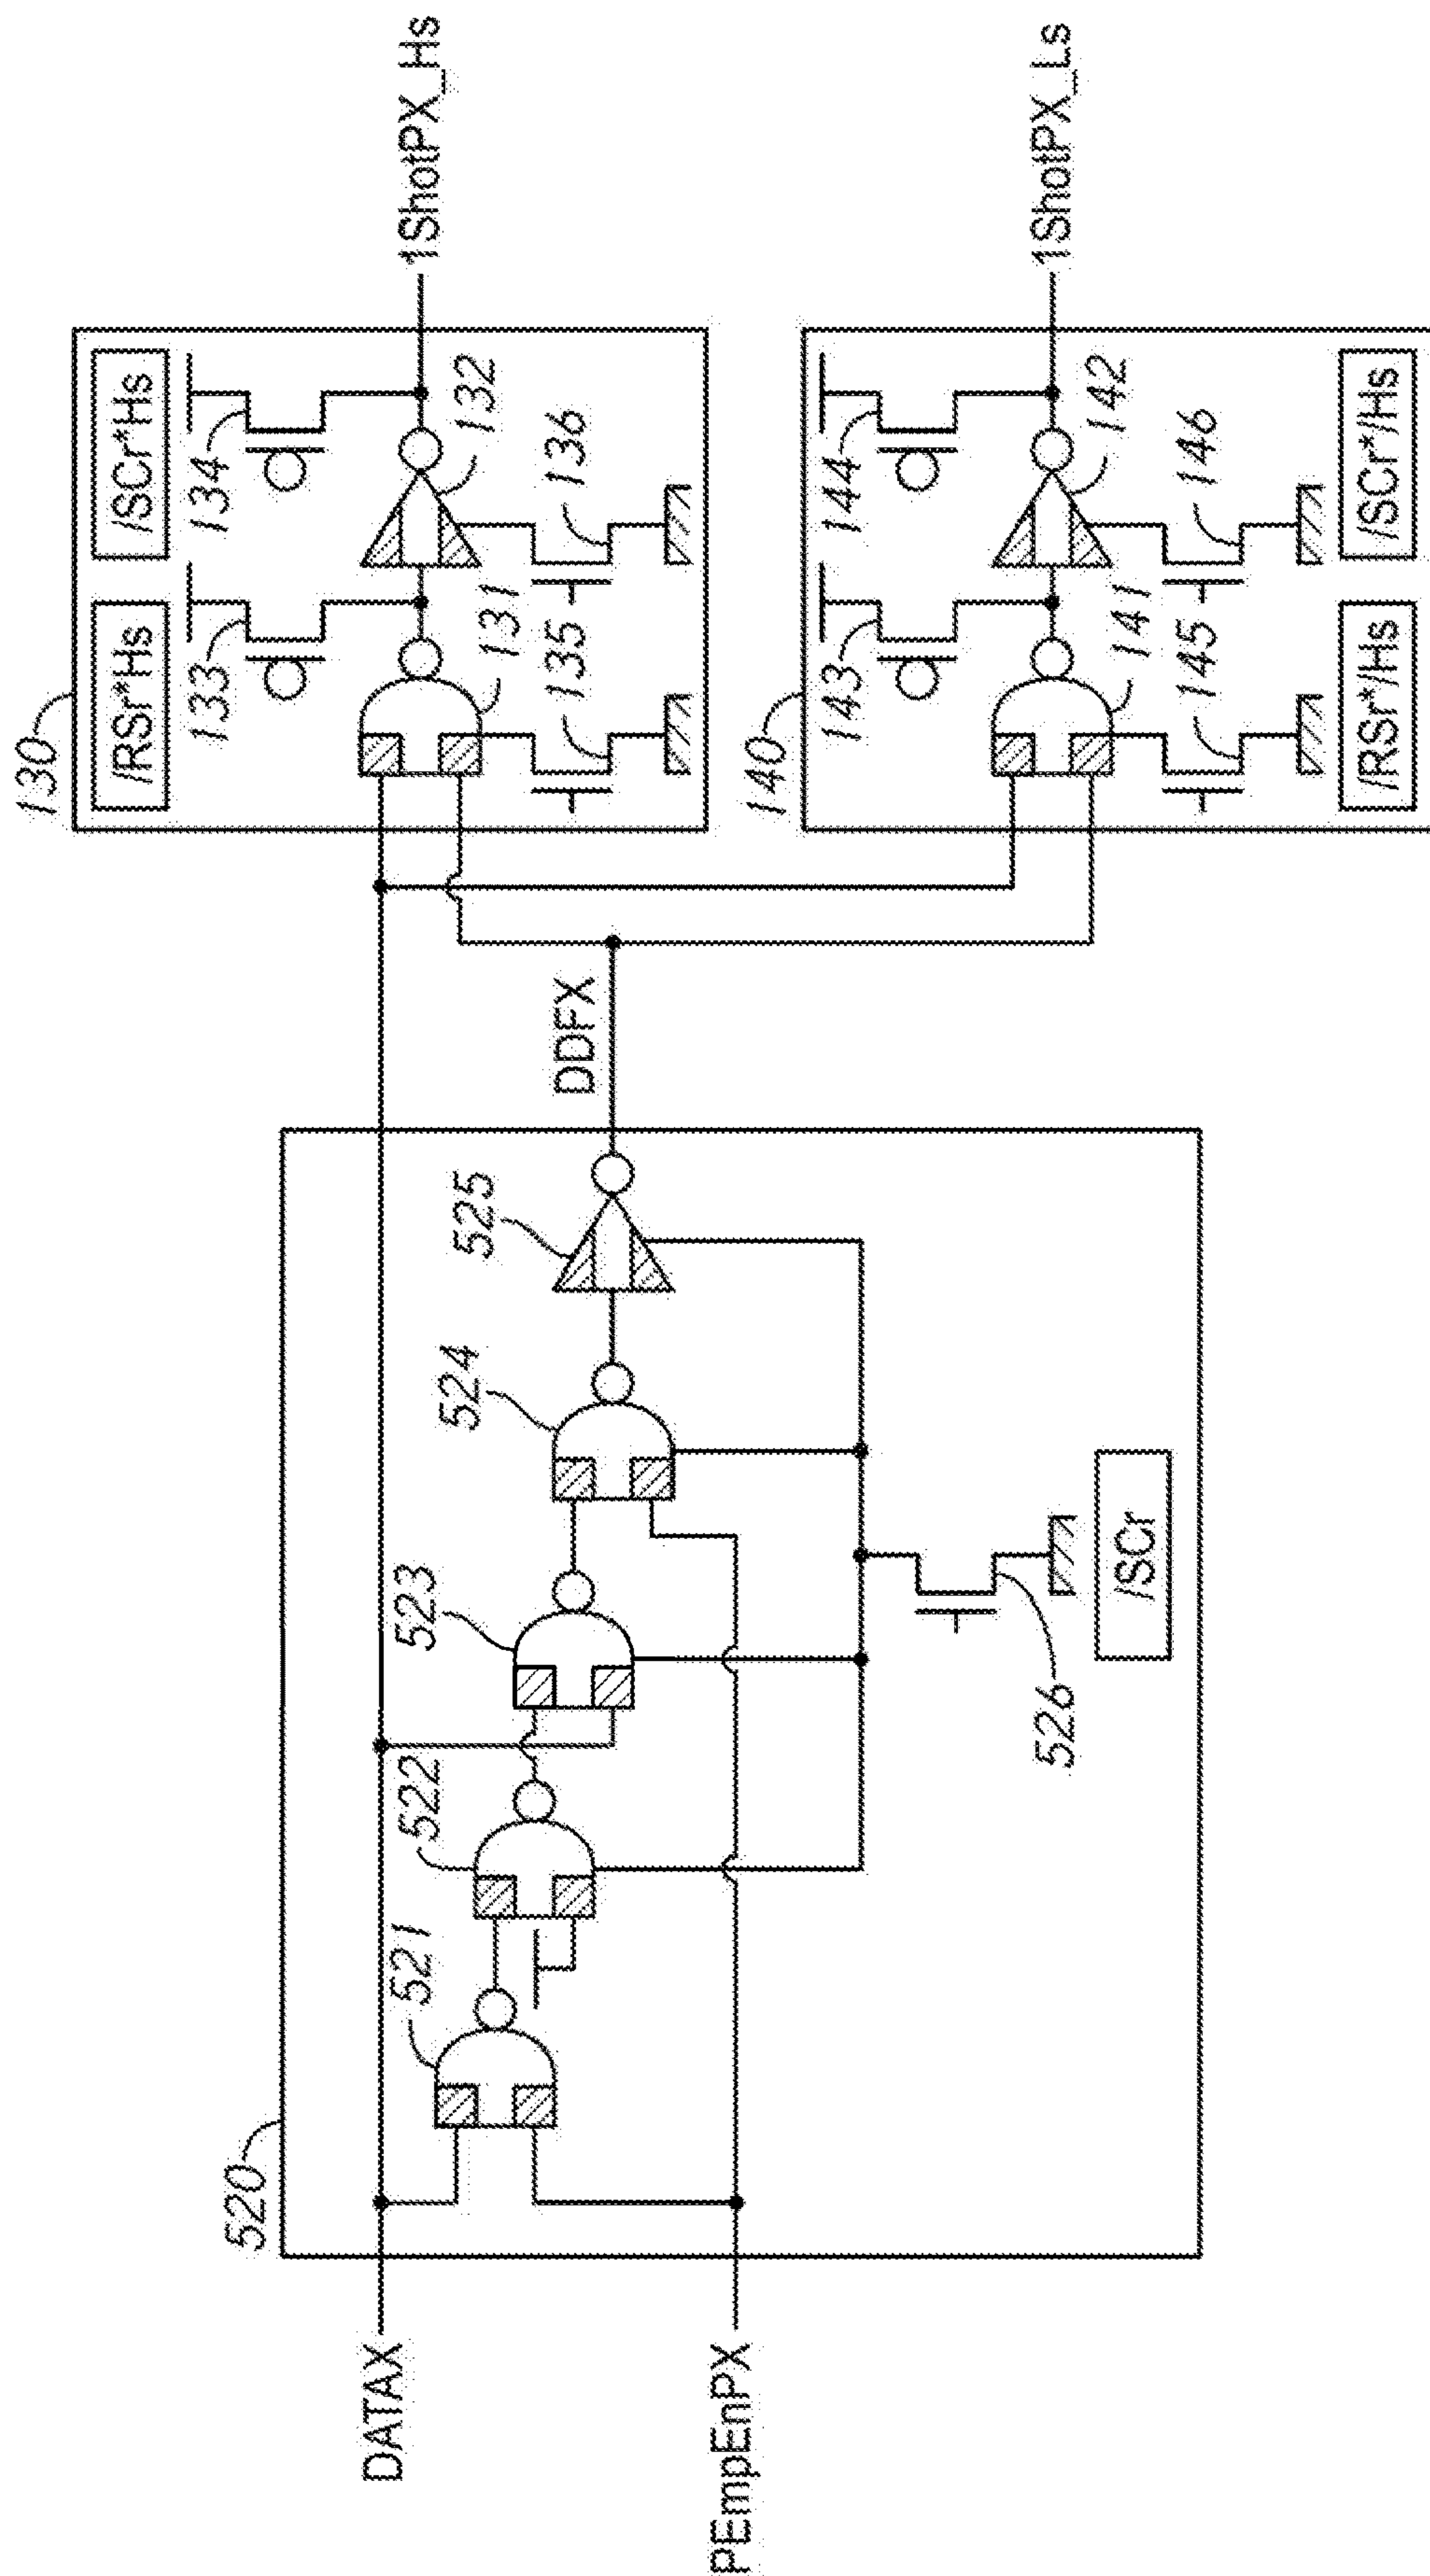 DATAX
PEmpEnPX
520
521
522
523
524
525
526
/SCr
DDFX
130
/RSr*Hs
/SCr*Hs
133
134
131
132
135
136
1ShotPX_Hs
140
143
144
141
142
145
146
/RSr*/Hs
/SCr*/Hs
1ShotPX_Ls